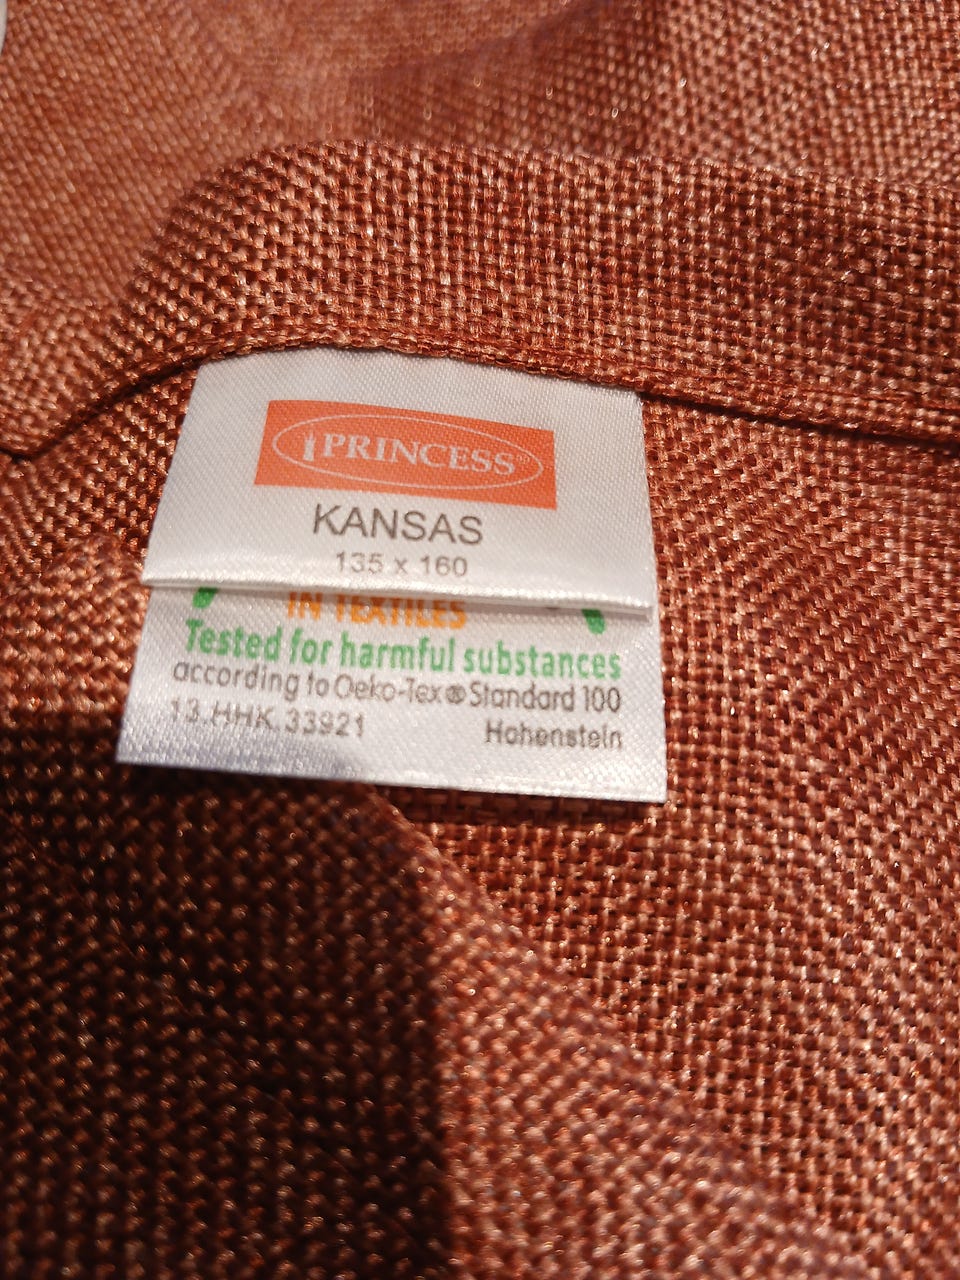 PRINCESS®
KANSAS
135 x 160
IN TEXTILES
Tested for harmful substances
according to Oeko-Tex® Standard 100
13.HHK.33921
Hohenstein